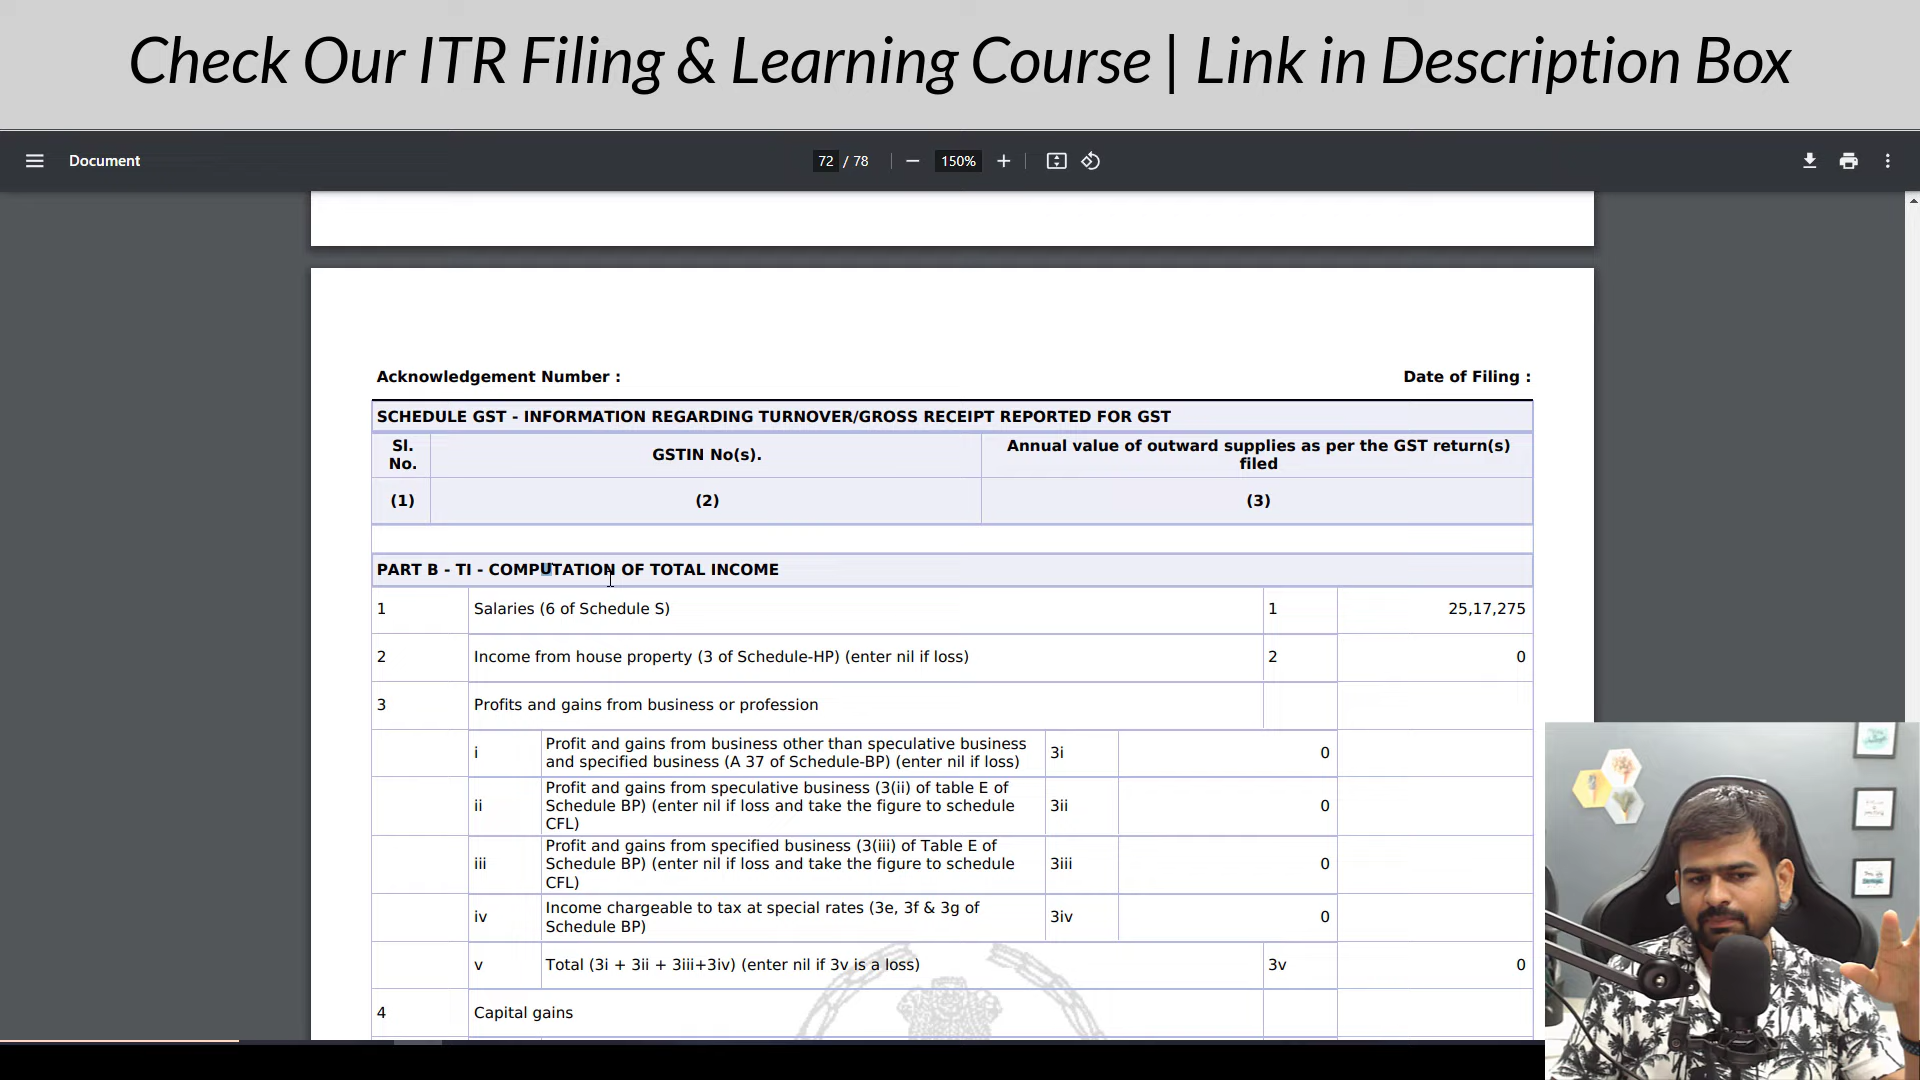 Check Our ITR Filing & Learning Course | Link in Description Box
Document
72 / 78
150%
Acknowledgement Number :
Date of Filing :
SCHEDULE GST - INFORMATION REGARDING TURNOVER/GROSS RECEIPT REPORTED FOR GST
Sl.
No.
GSTIN No(s).
Annual value of outward supplies as per the GST return(s)
filed
(1)
(2)
(3)
PART B - TI - COMPUTATION OF TOTAL INCOME
1 Salaries (6 of Schedule S) 1 25,17,275
2 Income from house property (3 of Schedule-HP) (enter nil if loss) 2 0
3 Profits and gains from business or profession
i Profit and gains from business other than speculative business
and specified business (A 37 of Schedule-BP) (enter nil if loss)
3i 0
ii Profit and gains from speculative business (3(ii) of table E of
Schedule BP) (enter nil if loss and take the figure to schedule
CFL)
3ii 0
iii Profit and gains from specified business (3(iii) of Table E of
Schedule BP) (enter nil if loss and take the figure to schedule
CFL)
3iii 0
iv Income chargeable to tax at special rates (3e, 3f & 3g of
Schedule BP)
3iv 0
v Total (3i + 3ii + 3iii+3iv) (enter nil if 3v is a loss) 3v 0
4 Capital gains